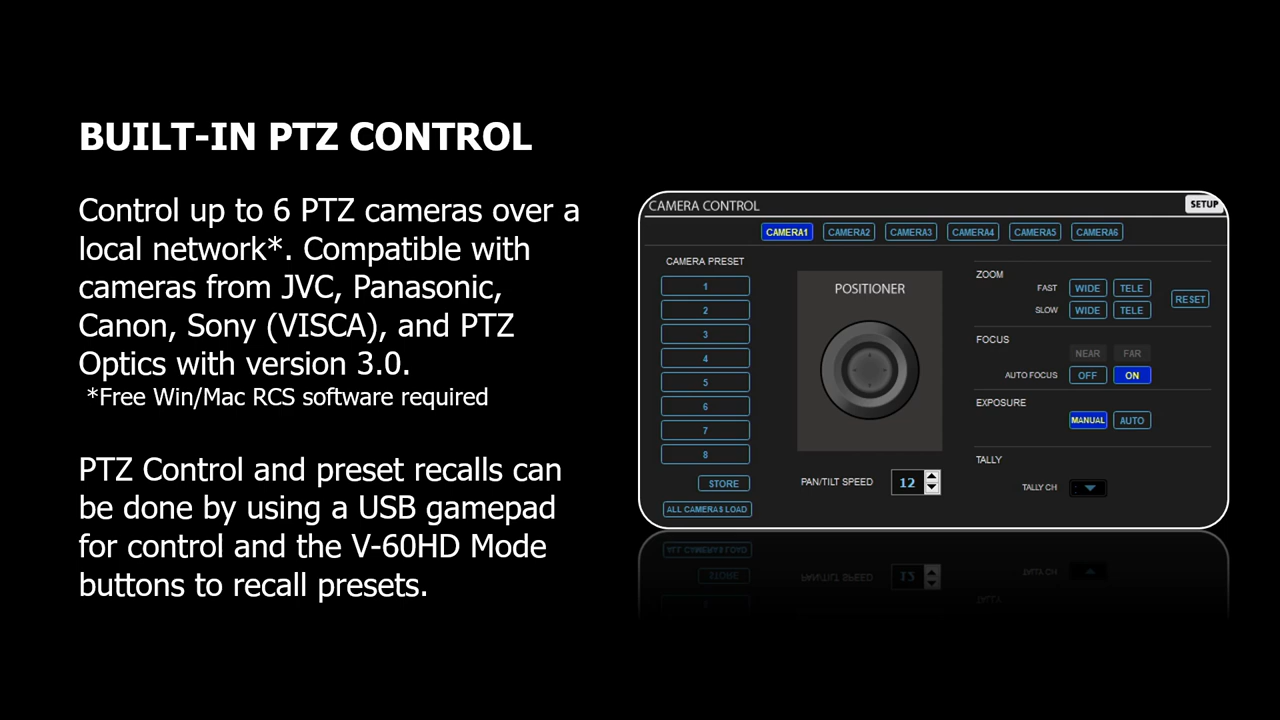 BUILT-IN PTZ CONTROL
Control up to 6 PTZ cameras over a
local network*. Compatible with
cameras from JVC, Panasonic,
Canon, Sony (VISCA), and PTZ
Optics with version 3.0.
*Free Win/Mac RCS software required
PTZ Control and preset recalls can
be done by using a USB gamepad
for control and the V-60HD Mode
buttons to recall presets.
CAMERA CONTROL SETUP
CAMERA1 CAMERA2 CAMERA3 CAMERA4 CAMERA5 CAMERA6
CAMERA PRESET
1
2
3
4
5
6
7
8
STORE
ALL CAMERAS LOAD
POSITIONER
PAN/TILT SPEED 12
ZOOM
FAST WIDE TELE
RESET
SLOW WIDE TELE
FOCUS
NEAR FAR
AUTO FOCUS OFF ON
EXPOSURE
MANUAL AUTO
TALLY
TALLY CH